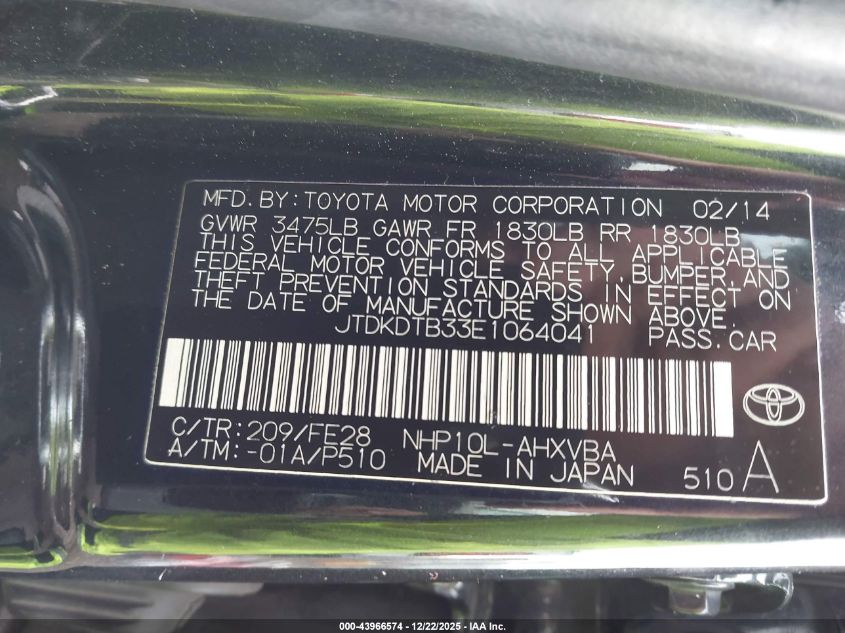 MFD. BY: TOYOTA MOTOR CORPORATION 02/14
GVWR 3475LB GAWR FR 1830LB RR 1830LB
THIS VEHICLE CONFORMS TO ALL APPLICABLE
FEDERAL MOTOR VEHICLE SAFETY, BUMPER, AND
THEFT PREVENTION STANDARDS IN EFFECT ON
THE DATE OF MANUFACTURE SHOWN ABOVE.
JTDKDTB33E1064041 PASS. CAR
C/TR: 209/FE28 NHP10L-AHXVBA
A/TM: -01A/P510 MADE IN JAPAN 510 A
000-43966574 - 12/22/2025 - IAA Inc.